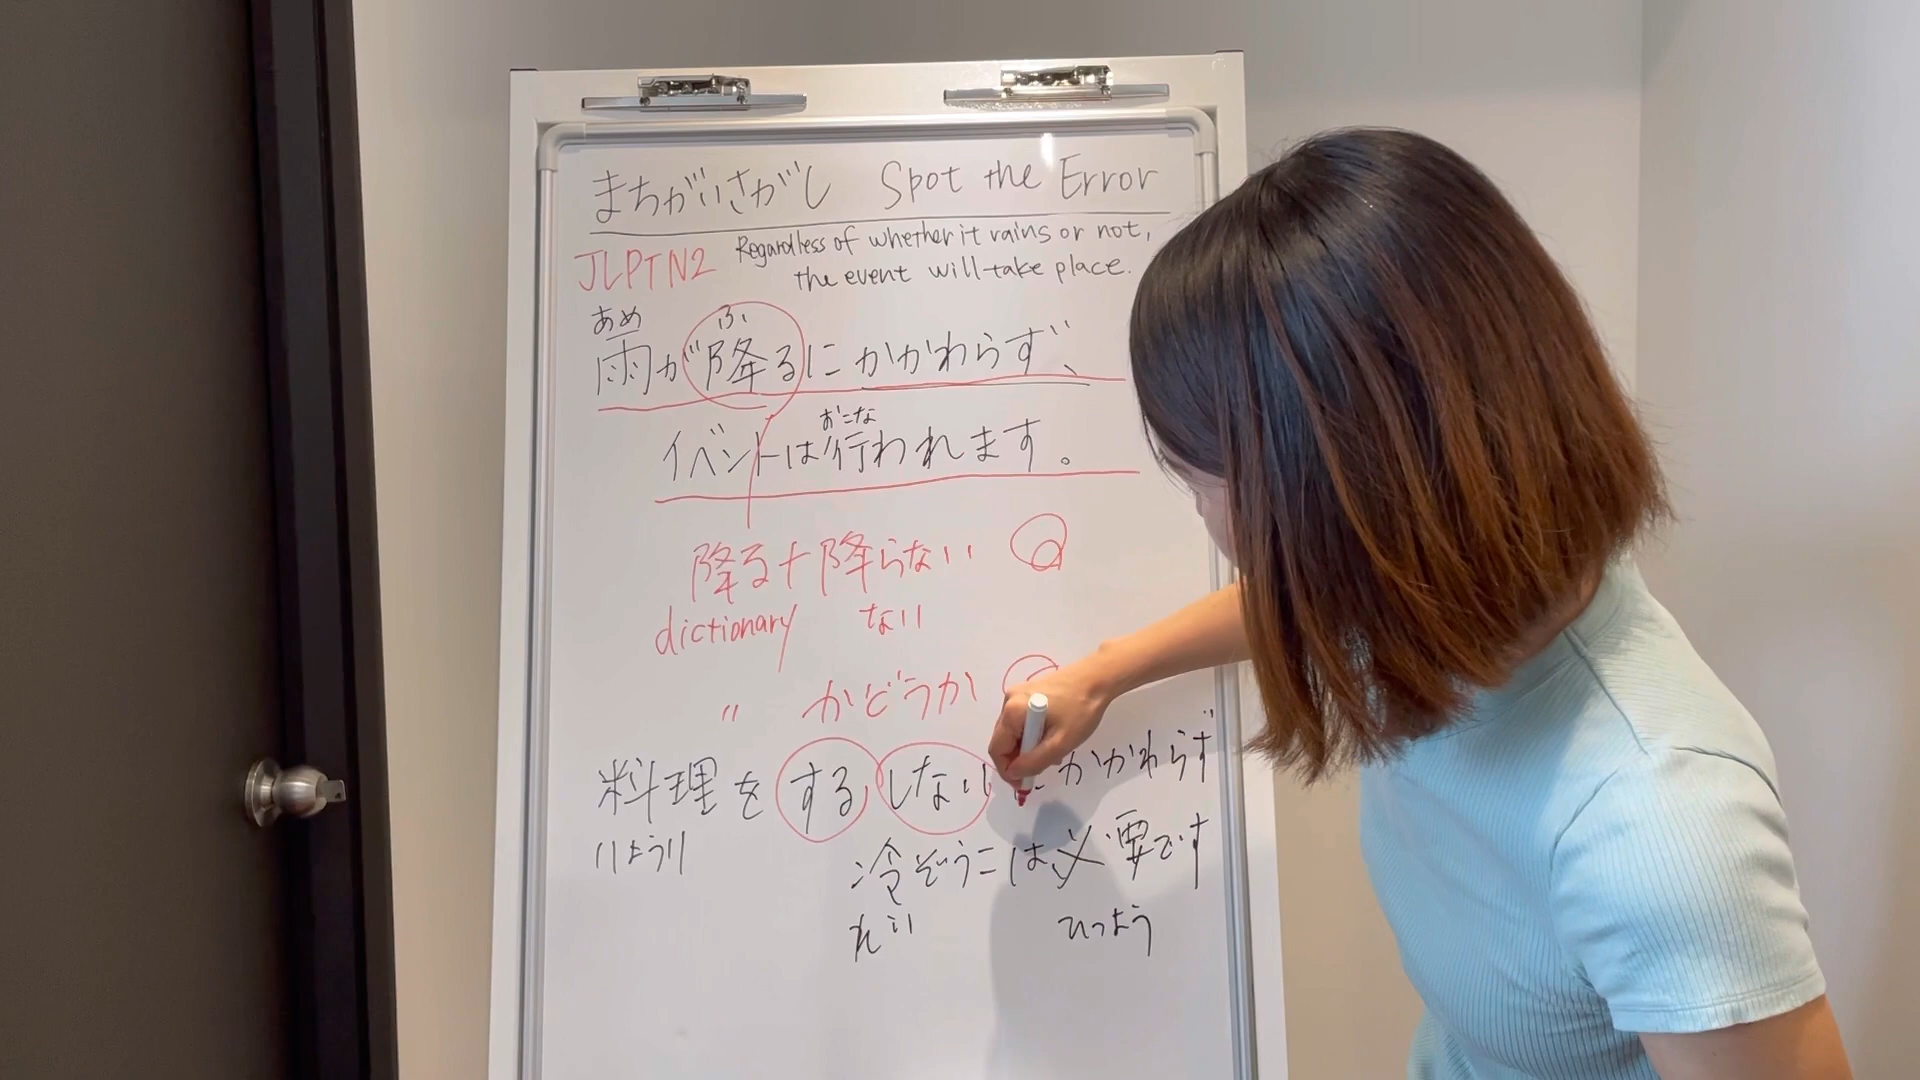 まちがいさがし Spot the Error
JLPTN2 Regardless of whether it rains or not,
the event will take place.
あめ ふ
雨が降るにかかわらず、
おこな
イベントは行われます。
降る+降らない
dictionary ない
〃 かどうか
料理をするしないにかかわらず
りょうり
冷ぞうこは必要です
れい ひつよう